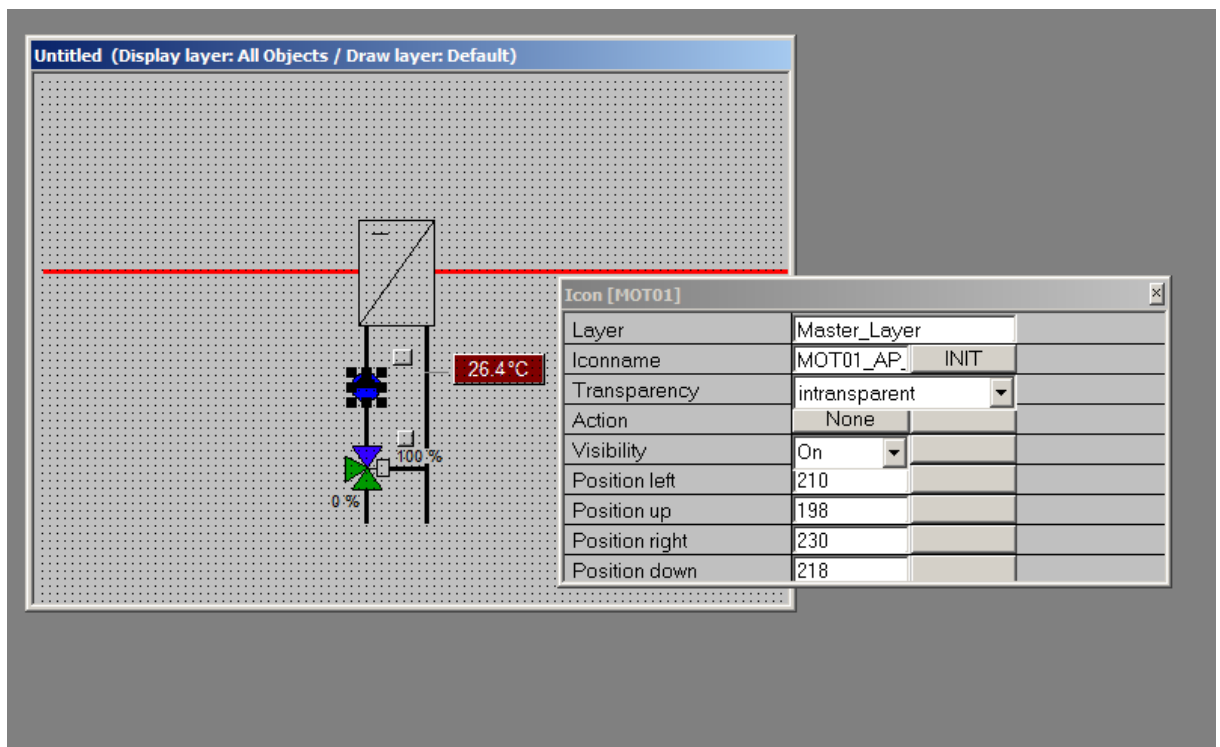 Untitled (Display layer: All Objects / Draw layer: Default)
26.4°C
100 %
0 %
Icon [MOT01]
Layer Master_Layer
Iconname MOT01_AP_ INIT
Transparency intransparent
Action None
Visibility On
Position left 210
Position up 198
Position right 230
Position down 218